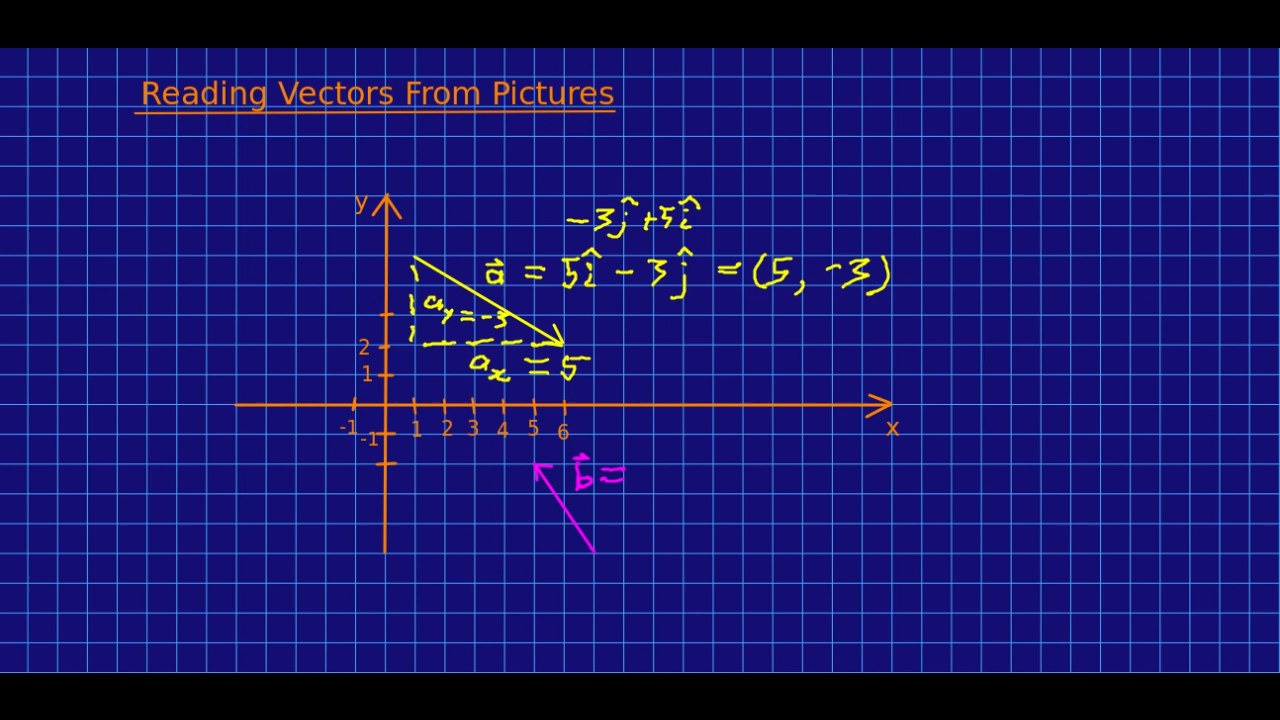 Reading Vectors From Pictures
y
-3ĵ+5î
a⃗ = 5î - 3ĵ = (5, -3)
a_y = -3
2
a_x = 5
1
-1 -1 1 2 3 4 5 6 x
b⃗ =